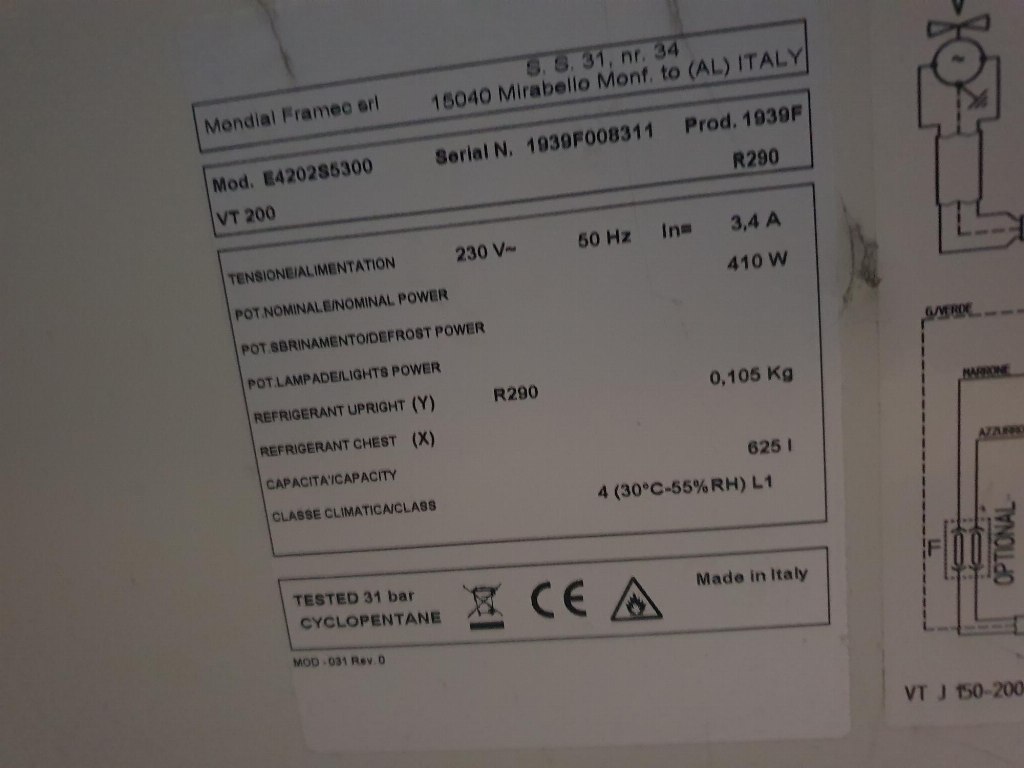 Mondial Framec srl
S. S. 31, nr. 34
15040 Mirabello Monf. to (AL) ITALY
Mod. E4202S5300 Serial N. 1939F008311 Prod. 1939F
VT 200 R290
TENSIONE/ALIMENTATION 230 V~ 50 Hz In= 3,4 A
POT.NOMINALE/NOMINAL POWER 410 W
POT.SBRINAMENTO/DEFROST POWER
POT.LAMPADE/LIGHTS POWER
REFRIGERANT UPRIGHT (Y) R290 0,105 Kg
REFRIGERANT CHEST (X)
CAPACITA'/CAPACITY 625 l
CLASSE CLIMATICA/CLASS 4 (30°C-55%RH) L1
TESTED 31 bar
CYCLOPENTANE
CE
Made in Italy
MOD - 031 Rev. 0
G/VERDE
MARRONE
AZZURRO
F
OPTIONAL
VT J 150-200